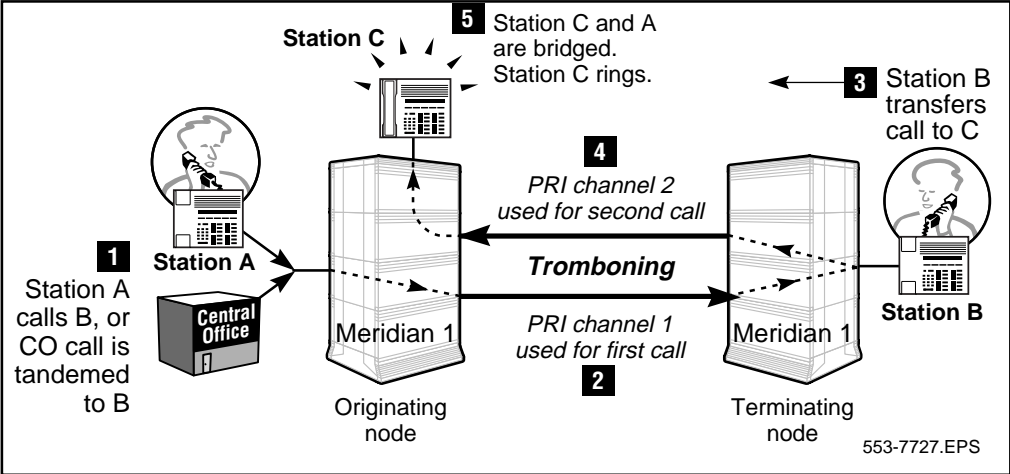 Station C
5 Station C and A
are bridged.
Station C rings.
3 Station B
transfers
call to C
4
PRI channel 2
used for second call
1
Station A
calls B, or
CO call is
tandemed
to B
Station A
Central
Office
Meridian 1
Tromboning
Meridian 1
Station B
PRI channel 1
used for first call
2
Originating
node
Terminating
node
553-7727.EPS